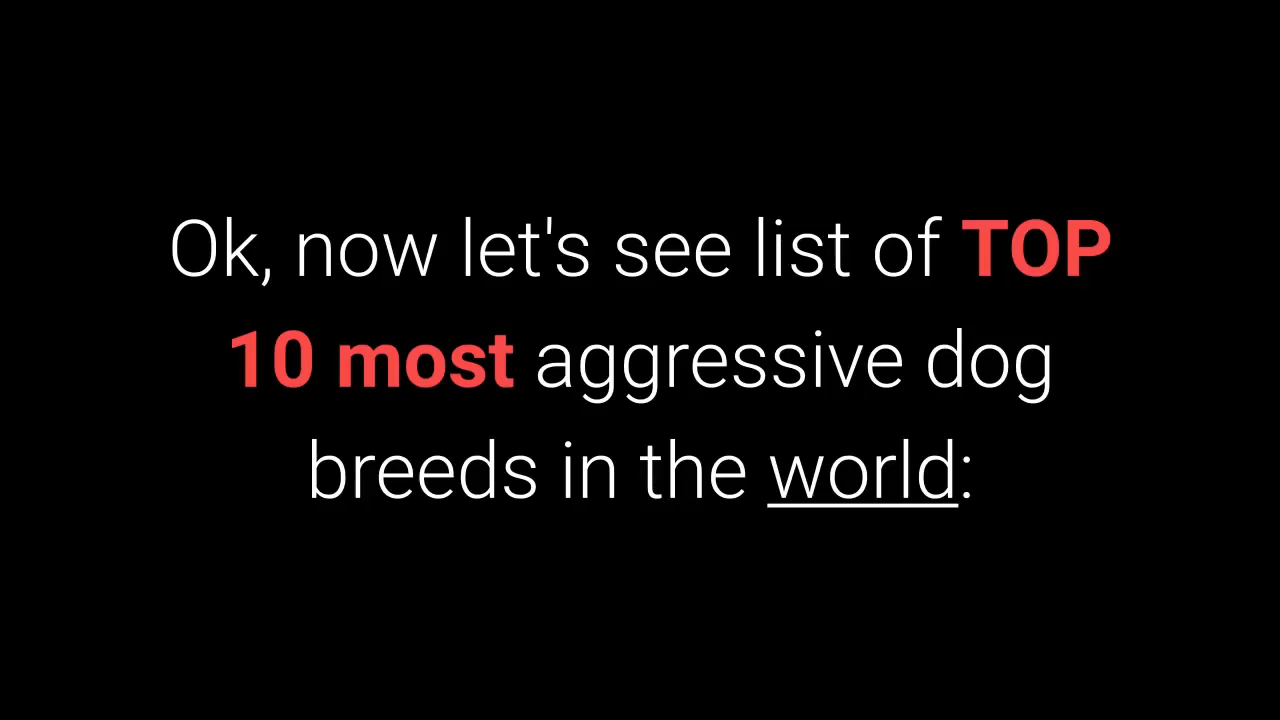 Ok, now let's see list of TOP
10 most aggressive dog
breeds in the world: